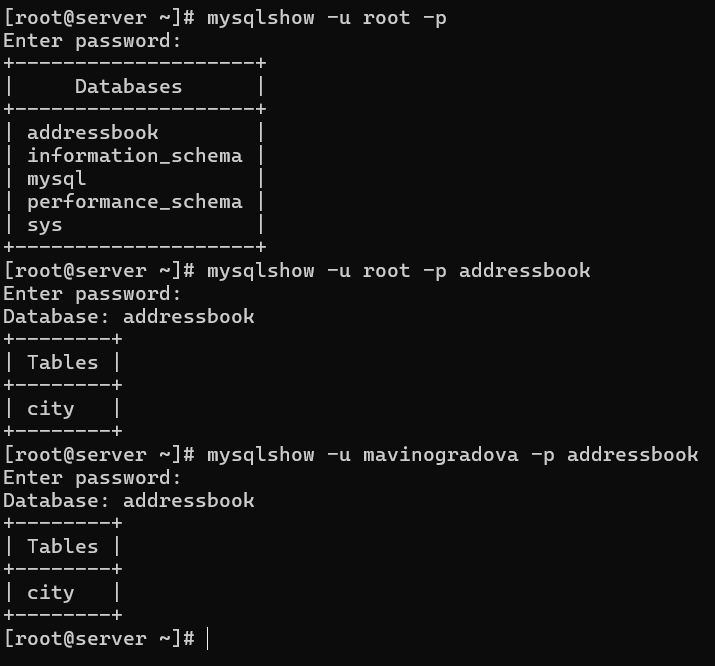 [root@server ~]# mysqlshow -u root -p
Enter password:
+--------------------+
|     Databases      |
+--------------------+
| addressbook        |
| information_schema |
| mysql              |
| performance_schema |
| sys                |
+--------------------+
[root@server ~]# mysqlshow -u root -p addressbook
Enter password:
Database: addressbook
+--------+
| Tables |
+--------+
| city   |
+--------+
[root@server ~]# mysqlshow -u mavinogradova -p addressbook
Enter password:
Database: addressbook
+--------+
| Tables |
+--------+
| city   |
+--------+
[root@server ~]#